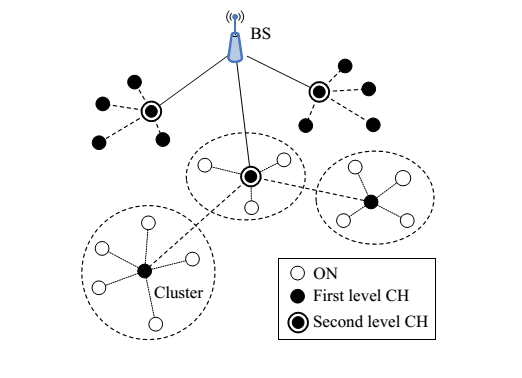 BS
Cluster
ON
First level CH
Second level CH